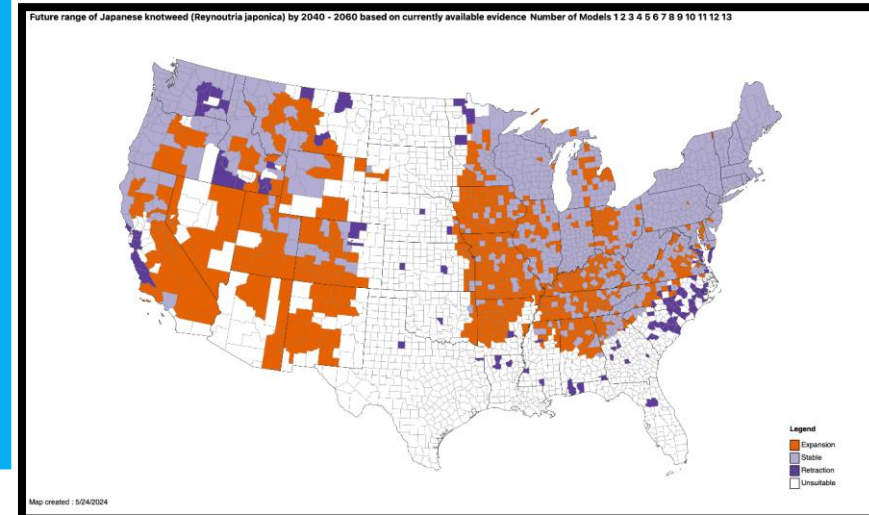 Future range of Japanese knotweed (Reynoutria japonica) by 2040 - 2060 based on currently available evidence Number of Models 1 2 3 4 5 6 7 8 9 10 11 12 13
Legend
Expansion
Stable
Retraction
Unsuitable
Map created : 5/24/2024